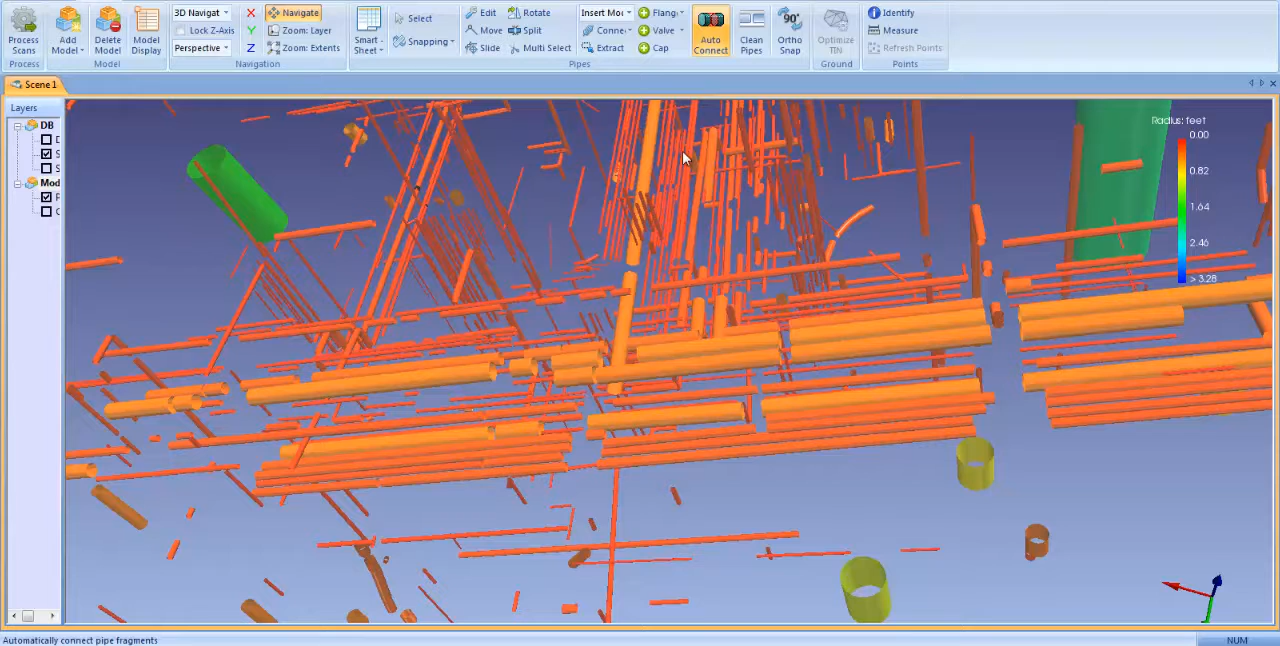 Process Scans
Process
Add Model
Delete Model
Model Display
Model
3D Navigat
Lock Z-Axis
Perspective
X
Y
Z
Navigate
Zoom: Layer
Zoom: Extents
Navigation
Smart - Sheet
Select
Snapping
Edit
Move
Slide
Rotate
Split
Multi Select
Insert Mo
Conne
Extract
Flang
Valve
Cap
Auto Connect
Clean Pipes
90°
Ortho Snap
Pipes
Optimize TIN
Ground
Identify
Measure
Refresh Points
Points
Scene1
Layers
DB
S
S
Mod
Radius: feet
0.00
0.82
1.64
2.46
> 3.28
Automatically connect pipe fragments
NUM